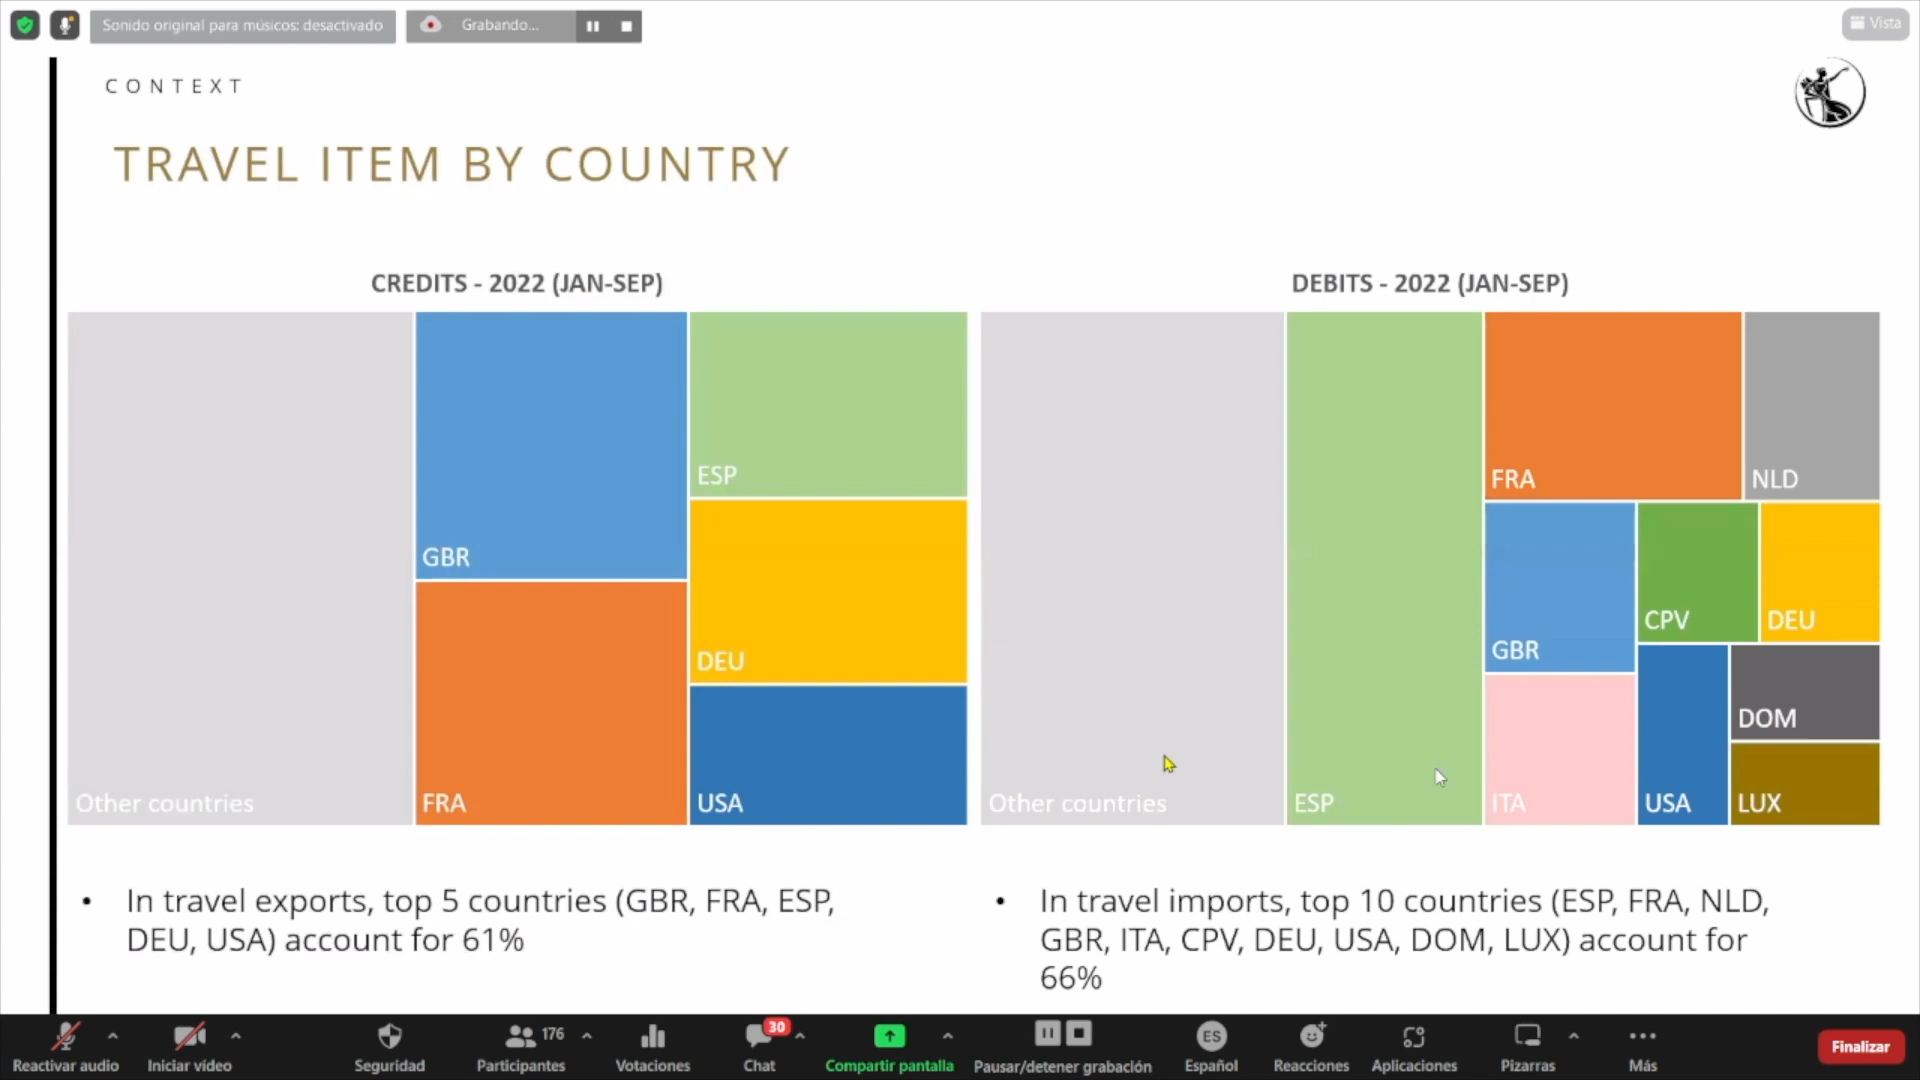 Sonido original para músicos: desactivado
Grabando...
Vista
CONTEXT
TRAVEL ITEM BY COUNTRY
CREDITS - 2022 (JAN-SEP)
Other countries
GBR
FRA
ESP
DEU
USA
DEBITS - 2022 (JAN-SEP)
Other countries
ESP
FRA
NLD
GBR
CPV
DEU
ITA
USA
DOM
LUX
• In travel exports, top 5 countries (GBR, FRA, ESP,
DEU, USA) account for 61%
• In travel imports, top 10 countries (ESP, FRA, NLD,
GBR, ITA, CPV, DEU, USA, DOM, LUX) account for
66%
Reactivar audio
Iniciar vídeo
Seguridad
176
Participantes
Votaciones
30
Chat
Compartir pantalla
Pausar/detener grabación
ES
Español
Reacciones
Aplicaciones
Pizarras
Más
Finalizar